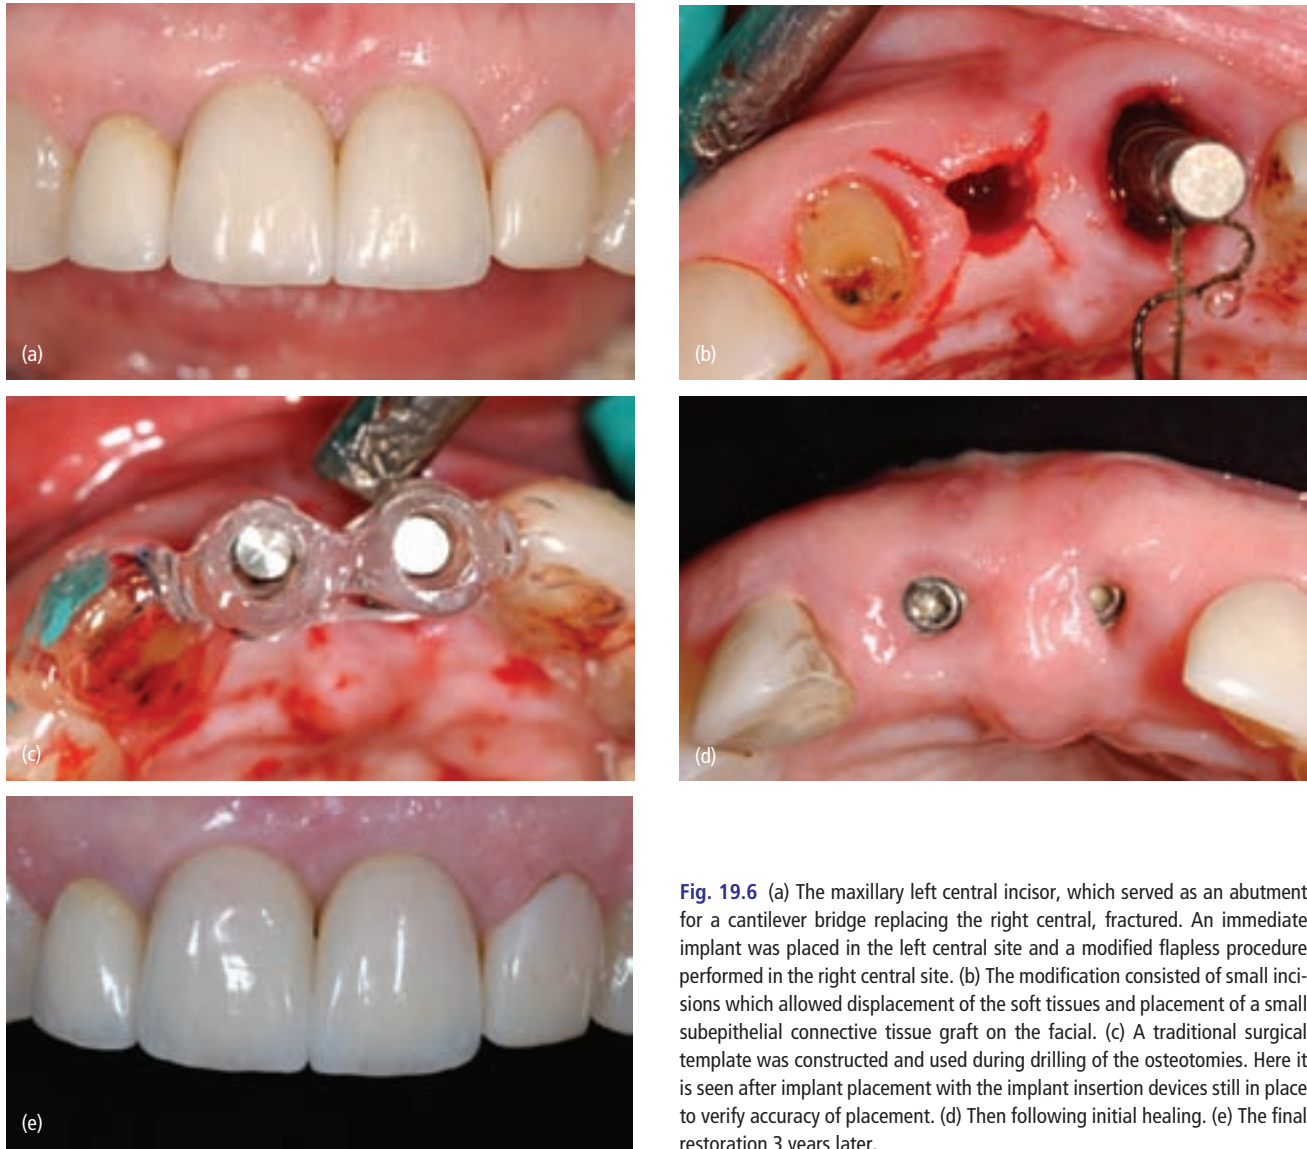 (a)
(b)
(c)
(d)
(e)
Fig. 19.6 (a) The maxillary left central incisor, which served as an abutment
for a cantilever bridge replacing the right central, fractured. An immediate
implant was placed in the left central site and a modified flapless procedure
performed in the right central site. (b) The modification consisted of small inci-
sions which allowed displacement of the soft tissues and placement of a small
subepithelial connective tissue graft on the facial. (c) A traditional surgical
template was constructed and used during drilling of the osteotomies. Here it
is seen after implant placement with the implant insertion devices still in place
to verify accuracy of placement. (d) Then following initial healing. (e) The final
restoration 3 years later.